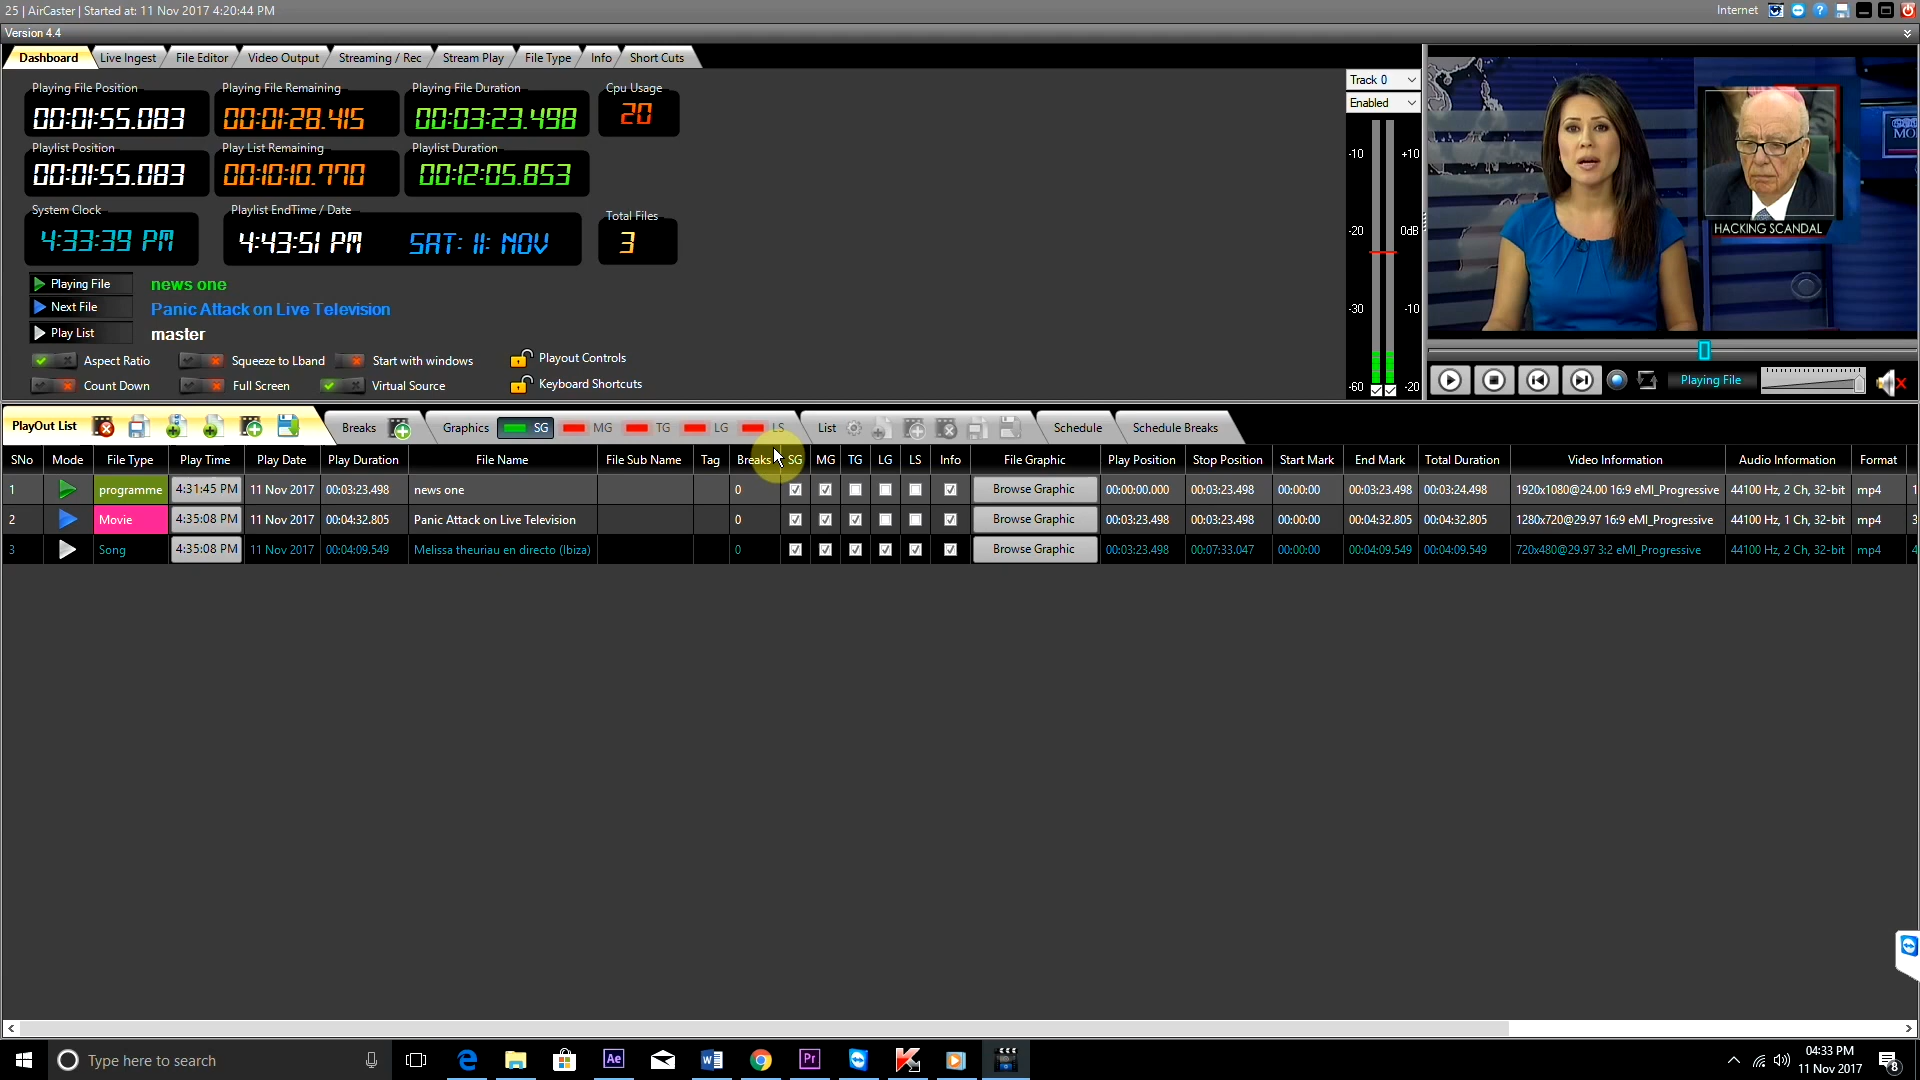 25 | AirCaster | Started at: 11 Nov 2017 4:20:44 PM
Internet
Version 4.4
Dashboard Live Ingest File Editor Video Output Streaming / Rec Stream Play File Type Info Short Cuts
Playing File Position Playing File Remaining Playing File Duration Cpu Usage
00:01:55.083 00:01:28.415 00:03:23.498 20
Playlist Position Play List Remaining Playlist Duration
00:01:55.083 00:10:10.770 00:12:05.853
System Clock Playlist EndTime / Date Total Files
4:33:39 PM 4:43:51 PM SAT: 11: NOV 3
Playing File news one
Next File Panic Attack on Live Television
Play List master
Aspect Ratio Squeeze to Lband Start with windows Playout Controls
Count Down Full Screen Virtual Source Keyboard Shortcuts
Track 0
Enabled
-10 +10
-20 0dB
-30 -10
-60 -20
HACKING SCANDAL
MO
Playing File
PlayOut List Breaks Graphics SG MG TG LG LS List Schedule Schedule Breaks
SNo Mode File Type Play Time Play Date Play Duration File Name File Sub Name Tag Breaks SG MG TG LG LS Info File Graphic Play Position Stop Position Start Mark End Mark Total Duration Video Information Audio Information Format
1 programme 4:31:45 PM 11 Nov 2017 00:03:23.498 news one 0 Browse Graphic 00:00:00.000 00:03:23.498 00:00:00 00:03:23.498 00:03:24.498 1920x1080@24.00 16:9 eMI_Progressive 44100 Hz, 2 Ch, 32-bit mp4 1
2 Movie 4:35:08 PM 11 Nov 2017 00:04:32.805 Panic Attack on Live Television 0 Browse Graphic 00:03:23.498 00:03:23.498 00:00:00 00:04:32.805 00:04:32.805 1280x720@29.97 16:9 eMI_Progressive 44100 Hz, 1 Ch, 32-bit mp4 3
3 Song 4:35:08 PM 11 Nov 2017 00:04:09.549 Melissa theuriau en directo (Ibiza) 0 Browse Graphic 00:03:23.498 00:07:33.047 00:00:00 00:04:09.549 00:04:09.549 720x480@29.97 3:2 eMI_Progressive 44100 Hz, 2 Ch, 32-bit mp4 4
Type here to search
Ae Pr
04:33 PM
11 Nov 2017
8